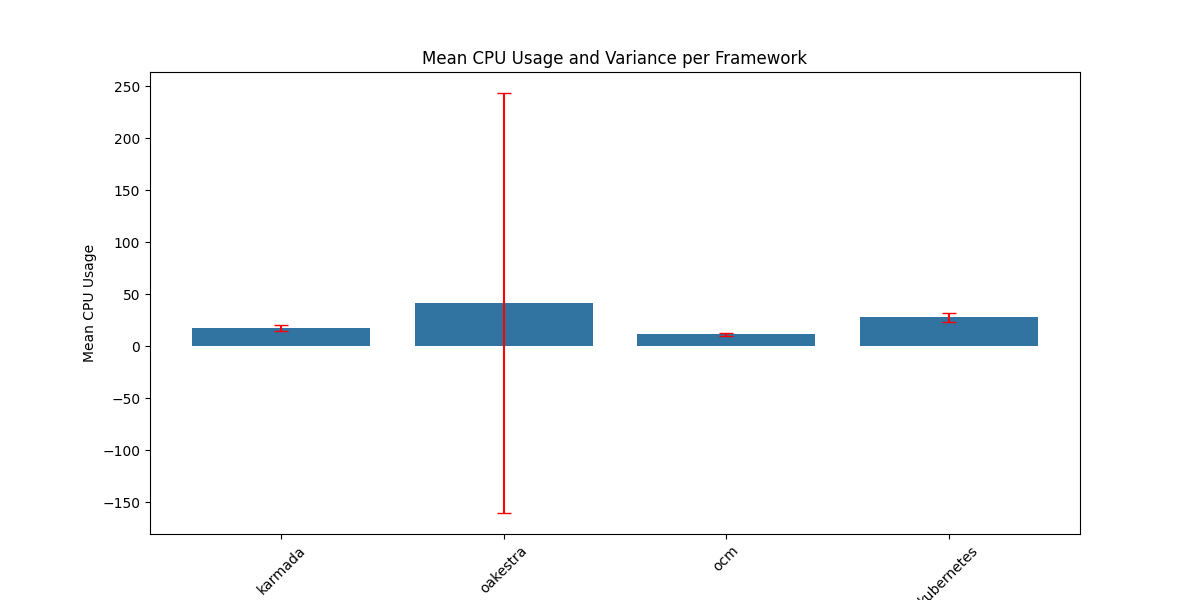 Mean CPU Usage and Variance per Framework
250
200
150
100
50
0
−50
−100
−150
Mean CPU Usage
karmada
oakestra
ocm
kubernetes